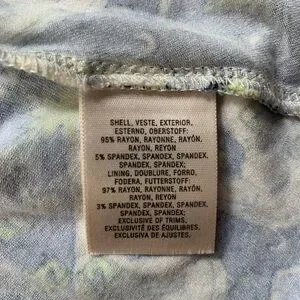 SHELL, VESTE, EXTERIOR,
ESTERNO, OBERSTOFF:
95% RAYON, RAYONNE, RAYÓN,
RAYON, REYON
5% SPANDEX, SPANDEX, SPANDEX,
SPANDEX, SPANDEX;
LINING, DOUBLURE, FORRO,
FODERA, FUTTERSTOFF:
97% RAYON, RAYONNE, RAYÓN,
RAYON, REYON
3% SPANDEX, SPANDEX, SPANDEX,
SPANDEX, SPANDEX;
EXCLUSIVE OF TRIMS,
EXCLUSIVITÉ DES ÉQUILIBRES,
EXCLUSIVA DE AJUSTES,